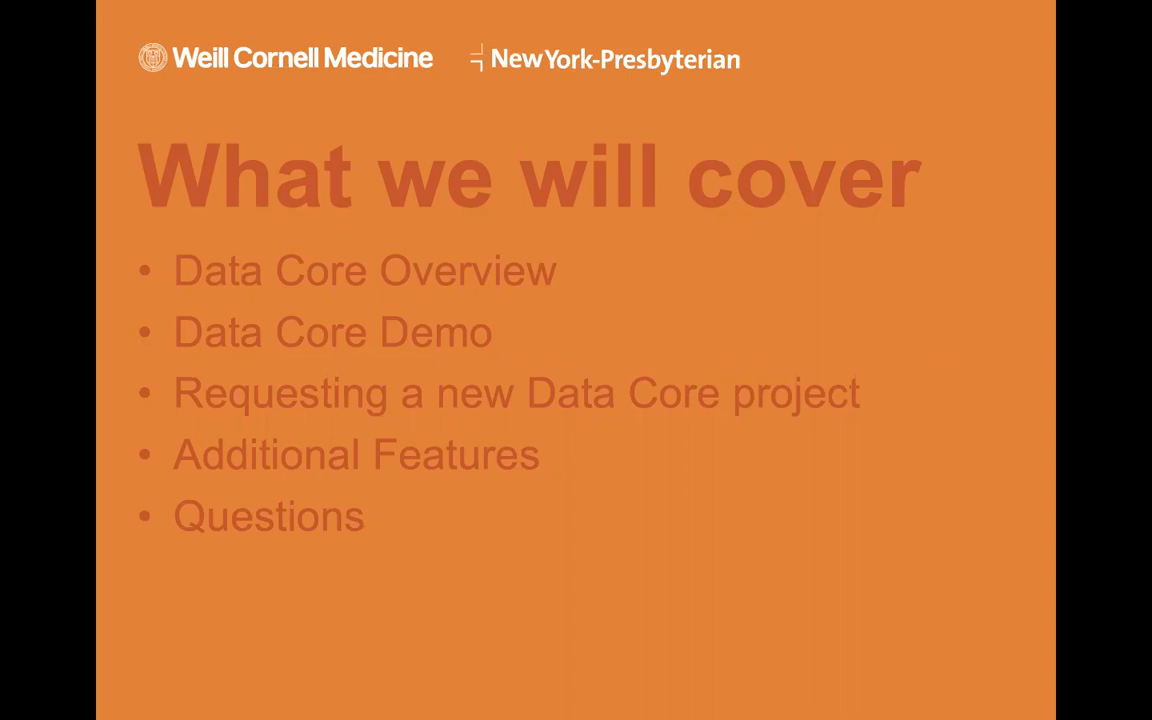 Weill Cornell Medicine NewYork-Presbyterian
What we will cover
• Data Core Overview
• Data Core Demo
• Requesting a new Data Core project
• Additional Features
• Questions